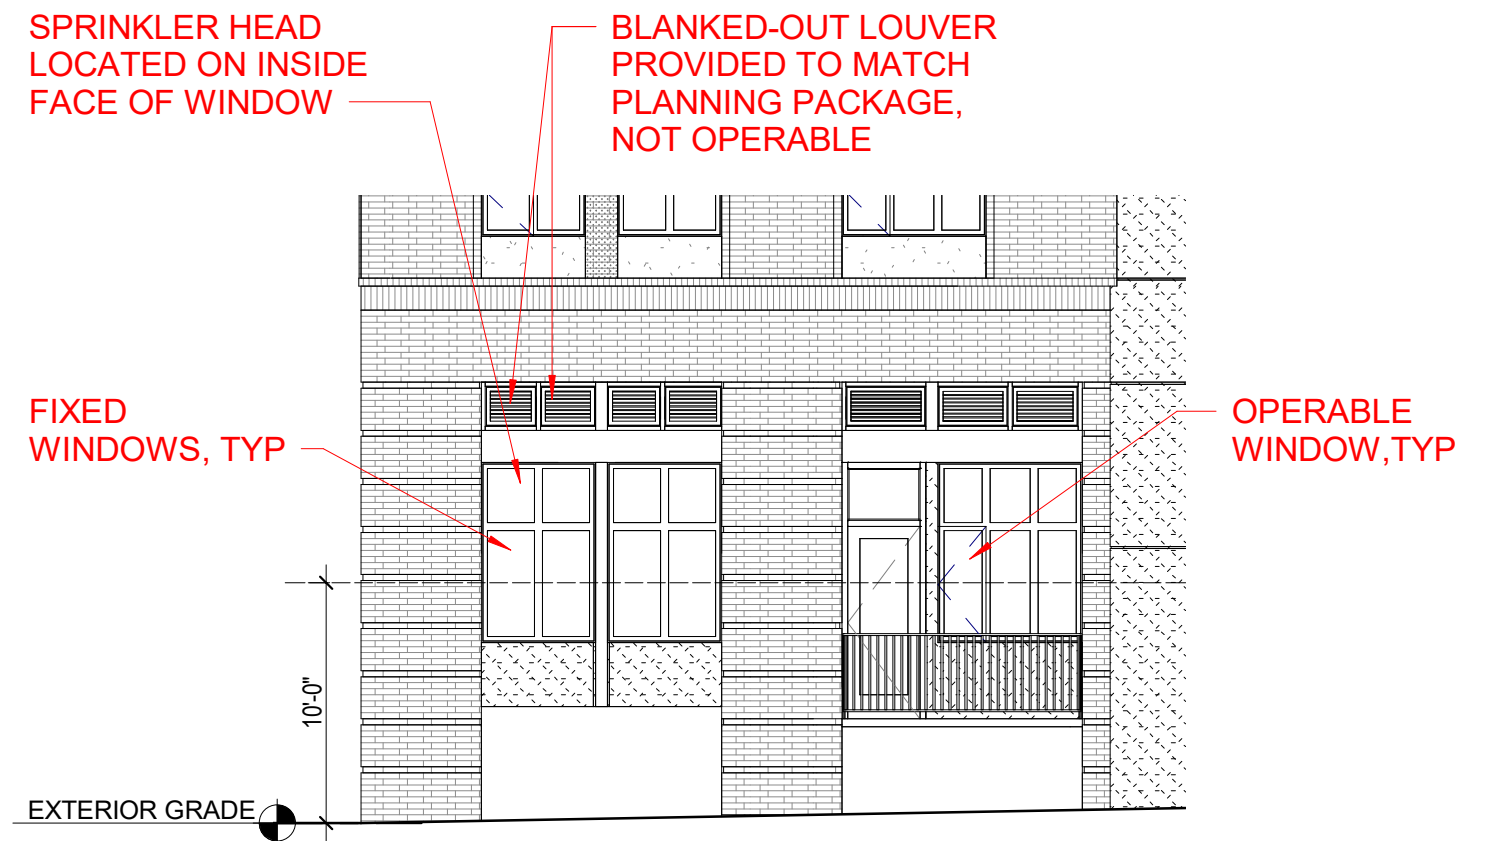 SPRINKLER HEAD
LOCATED ON INSIDE
FACE OF WINDOW
BLANKED-OUT LOUVER
PROVIDED TO MATCH
PLANNING PACKAGE,
NOT OPERABLE
FIXED
WINDOWS, TYP
OPERABLE
WINDOW,TYP
10'-0"
EXTERIOR GRADE